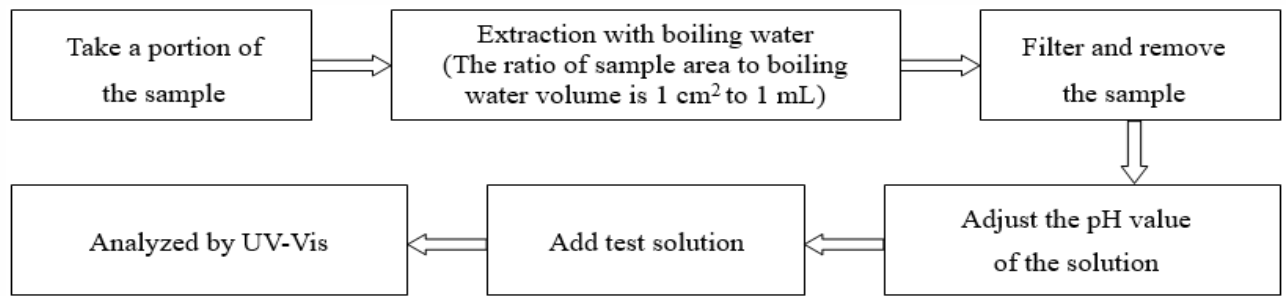 Take a portion of
the sample
Extraction with boiling water
(The ratio of sample area to boiling
water volume is 1 cm² to 1 mL)
Filter and remove
the sample
Adjust the pH value
of the solution
Add test solution
Analyzed by UV-Vis